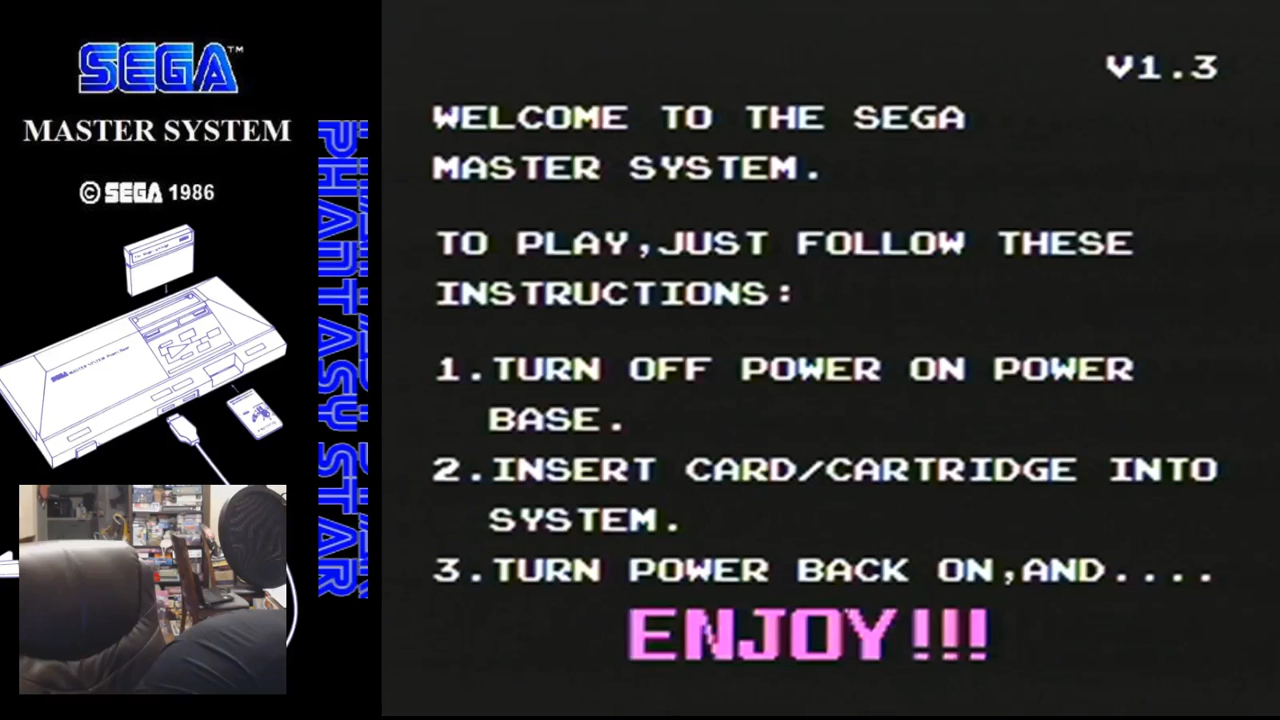 SEGA™
MASTER SYSTEM
© SEGA 1986
PHANTASY STAR
V1.3
WELCOME TO THE SEGA
MASTER SYSTEM.
TO PLAY,JUST FOLLOW THESE
INSTRUCTIONS:
1.TURN OFF POWER ON POWER
BASE.
2.INSERT CARD/CARTRIDGE INTO
SYSTEM.
3.TURN POWER BACK ON,AND....
ENJOY!!!